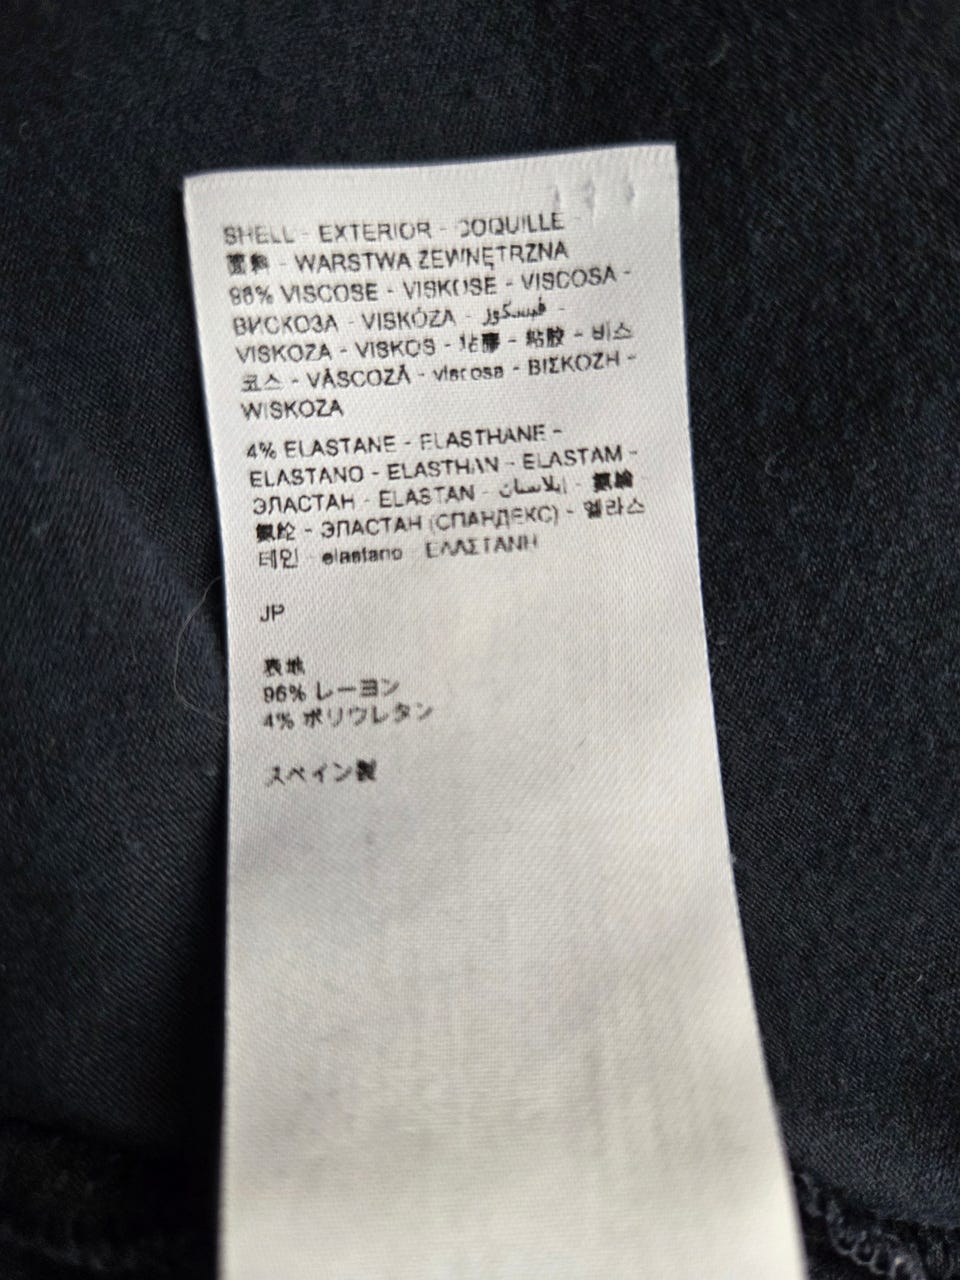 SHELL - EXTERIOR - COQUILLE
面料 - WARSTWA ZEWNĘTRZNA
96% VISCOSE - VISKOSE - VISCOSA -
ВИСКОЗА - VISKÓZA - فيسكوز -
VISKOZA - VISKOS - 粘膠 - 粘胶 - 비스
코스 - VÂSCOZĂ - viscosa - ΒΙΣΚΟΖΗ -
WISKOZA
4% ELASTANE - ELASTHANE -
ELASTANO - ELASTHAN - ELASTAM -
ЭЛАСТАН - ELASTAN - إيلاستان - 氨綸
氨纶 - ЭЛАСТАН (СПАНДЕКС) - 엘라스
테인 - elastano - ΕΛΑΣΤΑΝΗ
JP
表地
96% レーヨン
4% ポリウレタン
スペイン製